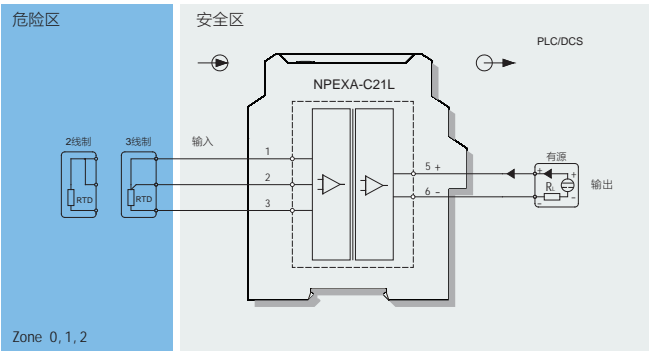 危险区
安全区
PLC/DCS
NPEXA-C21L
2线制
3线制
输入
1
2
3
RTD
RTD
5 +
6 -
有源
+
+
RL
-
-
输出
Zone 0, 1, 2